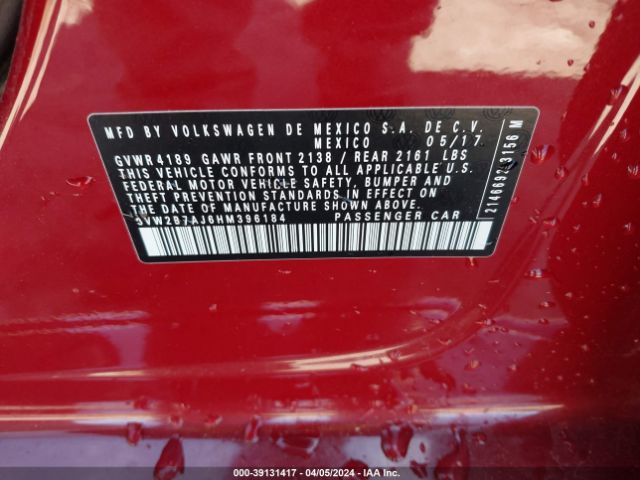 MFD BY VOLKSWAGEN DE MEXICO S.A. DE C.V.
MEXICO 05/17
GVWR 4189 GAWR FRONT 2138 / REAR 2161 LBS
THIS VEHICLE CONFORMS TO ALL APPLICABLE U.S.
FEDERAL MOTOR VEHICLE SAFETY, BUMPER AND
THEFT PREVENTION STANDARDS IN EFFECT ON
THE DATE OF MANUFACTURE SHOWN ABOVE
PASSENGER CAR
000-39131417 - 04/05/2024 - IAA Inc.